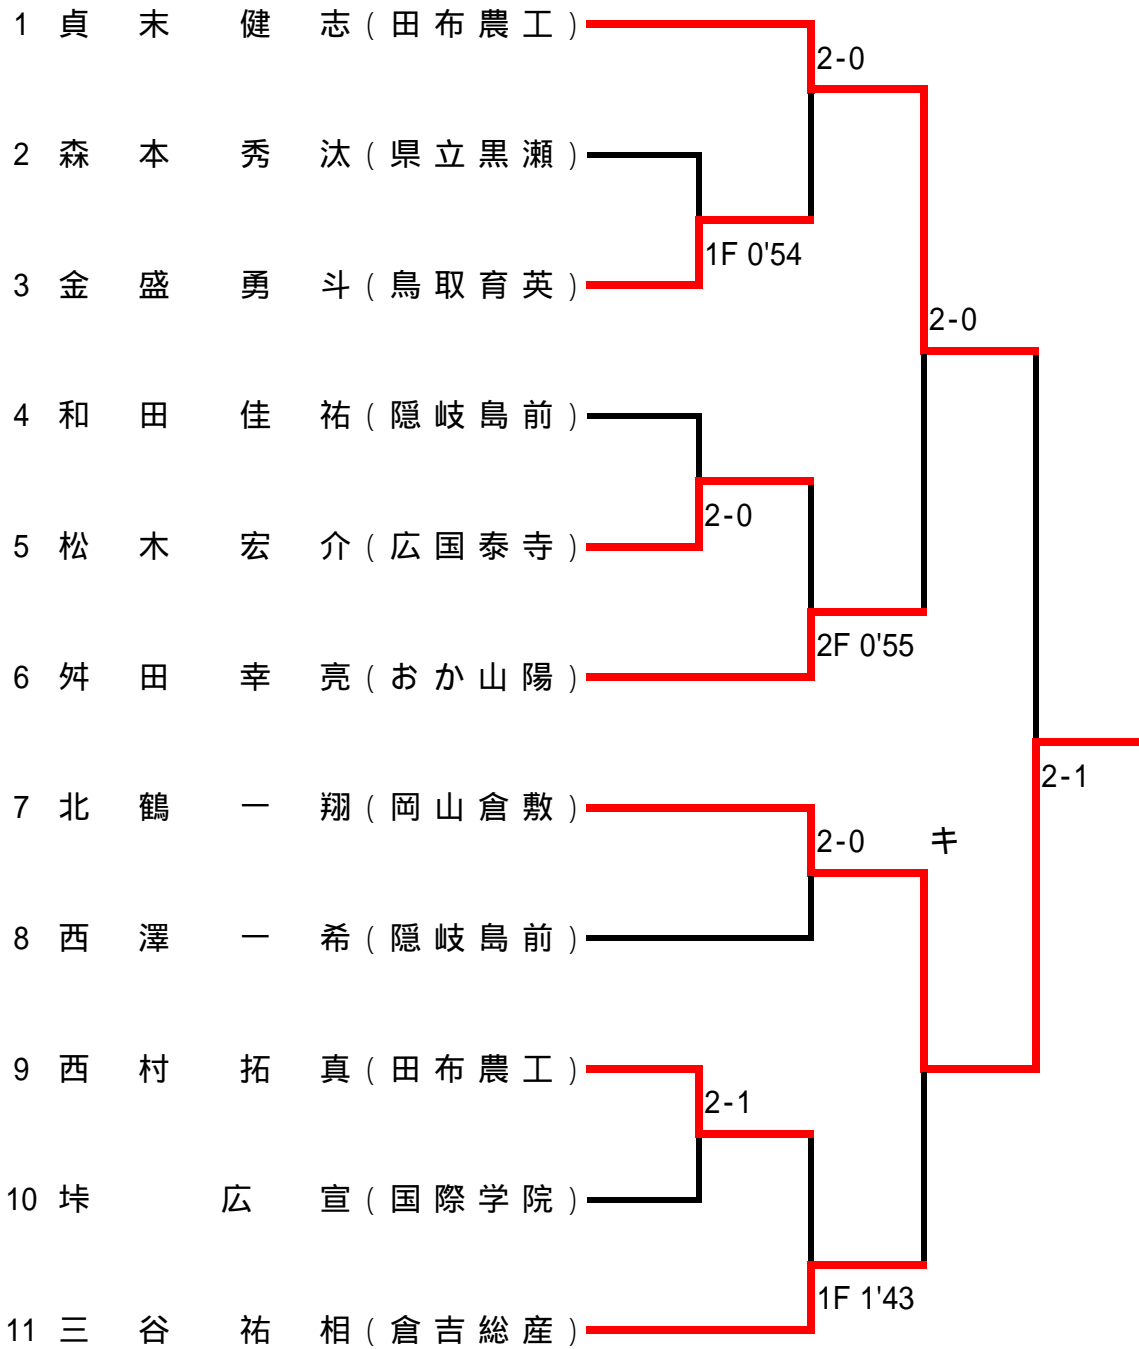 1 貞末 健志(田布農工)
2-0
2 森本 秀汰(県立黒瀬)
1F 0'54
3 金盛 勇斗(鳥取育英)
2-0
4 和田 佳祐(隠岐島前)
2-0
5 松木 宏介(広国泰寺)
2F 0'55
6 舛田 幸亮(おか山陽)
2-1
7 北鶴 一翔(岡山倉敷)
2-0 キ
8 西澤 一希(隠岐島前)
9 西村 拓真(田布農工)
2-1
10 垰 広宣(国際学院)
1F 1'43
11 三谷 祐相(倉吉総産)